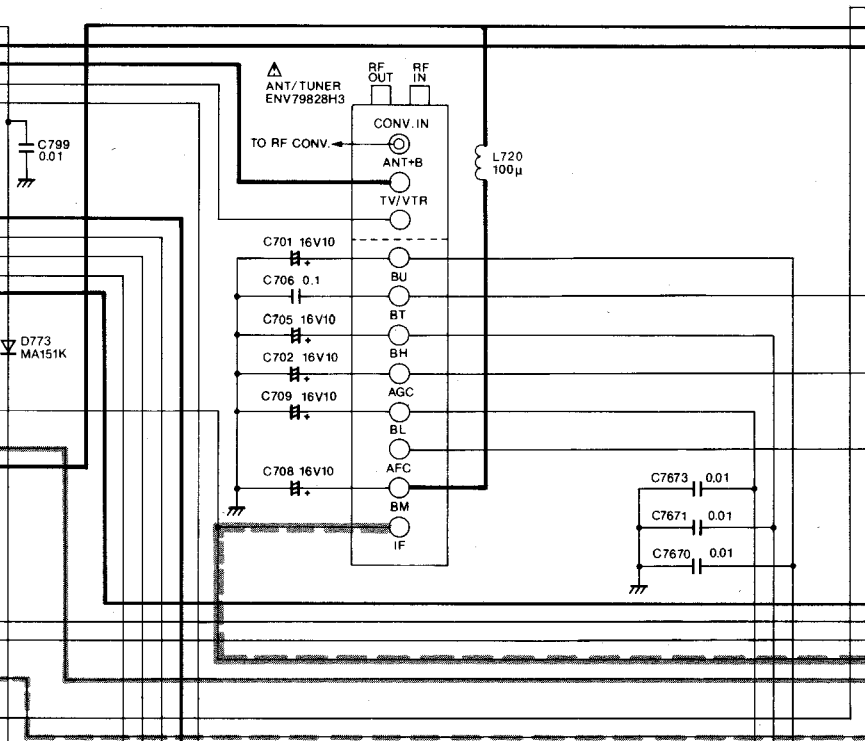 RF OUT
RF IN
ANT/TUNER
ENV79828H3
CONV.IN
TO RF CONV.
C799
0.01
ANT+B
L720
100μ
TV/VTR
C701 16V10
+
BU
C706 0.1
BT
C705 16V10
+
D773
MA151K
BH
C702 16V10
+
AGC
C709 16V10
+
BL
AFC
C708 16V10
+
BM
IF
C7673 0.01
C7671 0.01
C7670 0.01